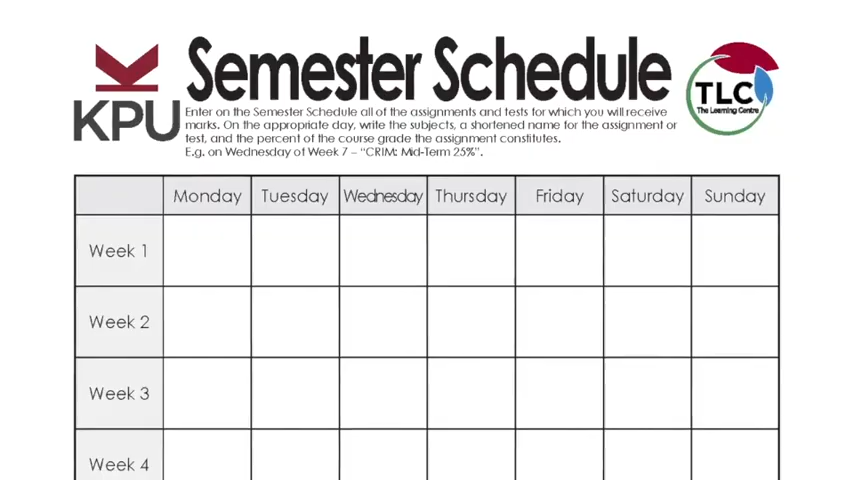 KPU
Semester Schedule
Enter on the Semester Schedule all of the assignments and tests for which you will receive
marks. On the appropriate day, write the subjects, a shortened name for the assignment or
test, and the percent of the course grade the assignment constitutes.
E.g. on Wednesday of Week 7 – “CRIM: Mid-Term 25%”.
TLC
The Learning Centre
Monday Tuesday Wednesday Thursday Friday Saturday Sunday
Week 1
Week 2
Week 3
Week 4